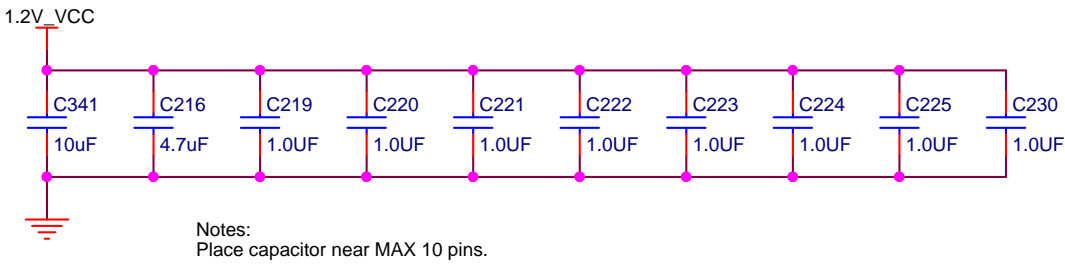 1.2V_VCC
C341 C216 C219 C220 C221 C222 C223 C224 C225 C230
10uF 4.7uF 1.0UF 1.0UF 1.0UF 1.0UF 1.0UF 1.0UF 1.0UF 1.0UF
Notes:
Place capacitor near MAX 10 pins.